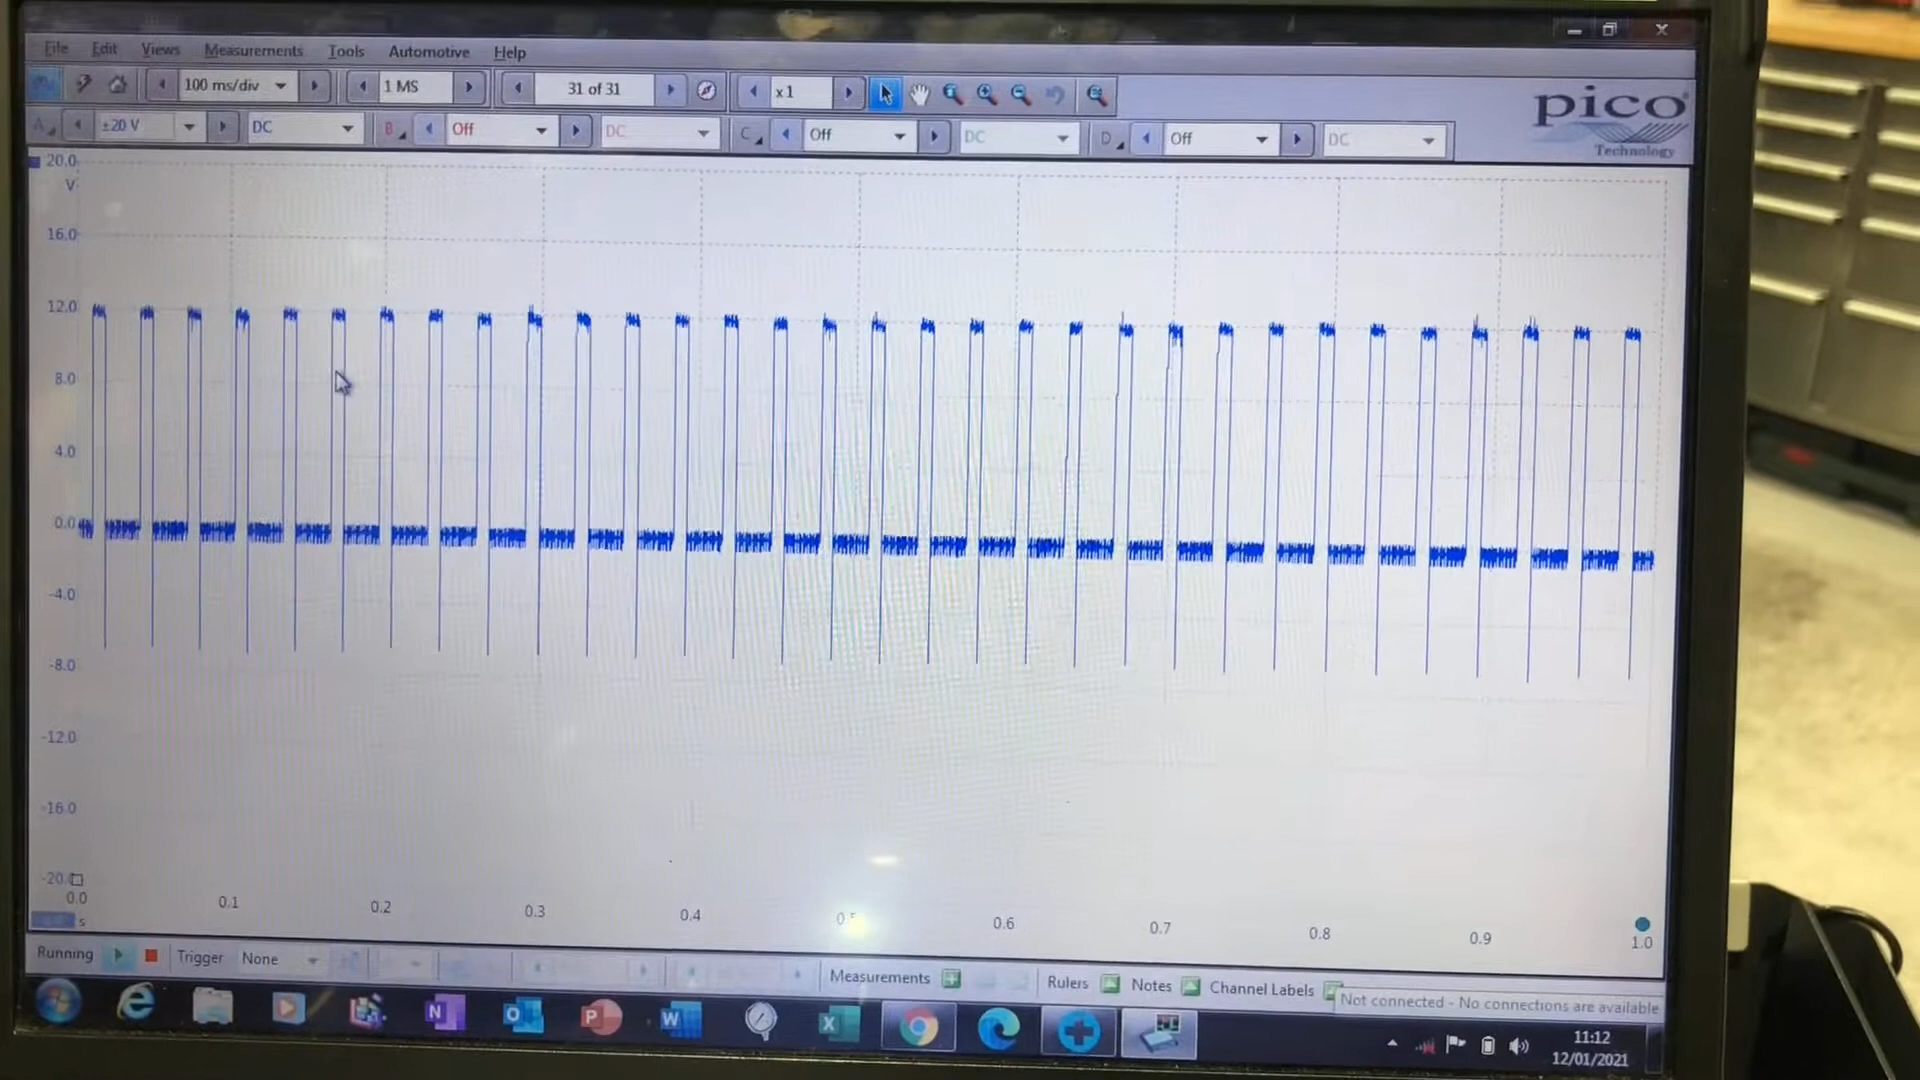 File Edit Views Measurements Tools Automotive Help
100 ms/div 1 MS 31 of 31 x1
A ±20 V DC B Off DC C Off DC D Off DC
pico
Technology
20.0
V
16.0
12.0
8.0
4.0
0.0
-4.0
-8.0
-12.0
-16.0
-20.0
0.0 0.1 0.2 0.3 0.4 0.6 0.7 0.8 0.9 1.0
s
Running Trigger None Measurements Rulers Notes Channel Labels
Not connected - No connections are available
N O P W X
11:12
12/01/2021